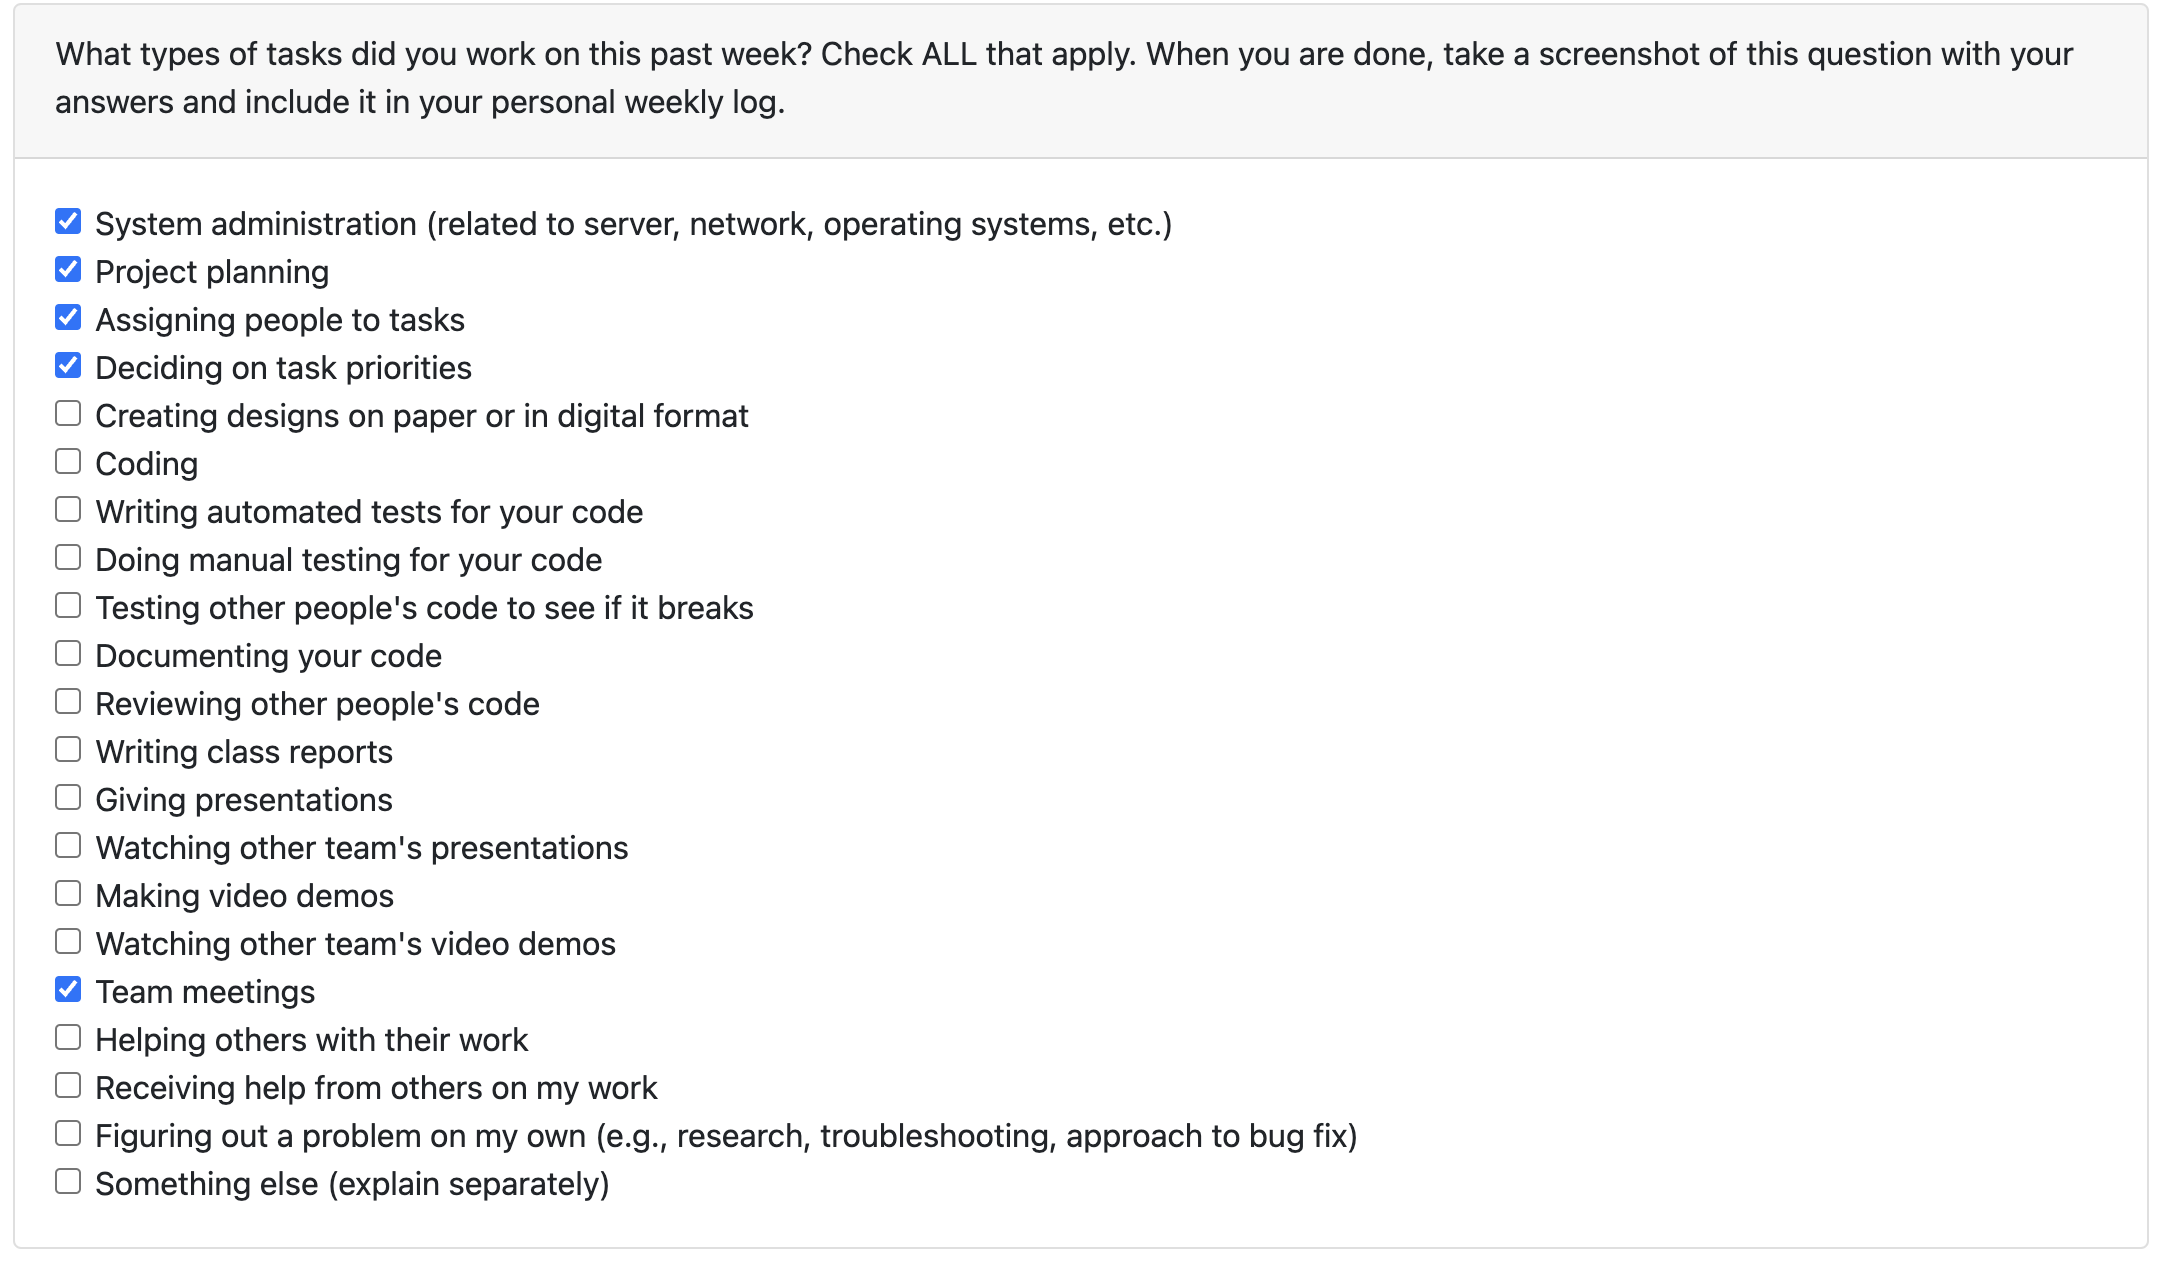 What types of tasks did you work on this past week? Check ALL that apply. When you are done, take a screenshot of this question with your
answers and include it in your personal weekly log.
System administration (related to server, network, operating systems, etc.)
Project planning
Assigning people to tasks
Deciding on task priorities
Creating designs on paper or in digital format
Coding
Writing automated tests for your code
Doing manual testing for your code
Testing other people's code to see if it breaks
Documenting your code
Reviewing other people's code
Writing class reports
Giving presentations
Watching other team's presentations
Making video demos
Watching other team's video demos
Team meetings
Helping others with their work
Receiving help from others on my work
Figuring out a problem on my own (e.g., research, troubleshooting, approach to bug fix)
Something else (explain separately)